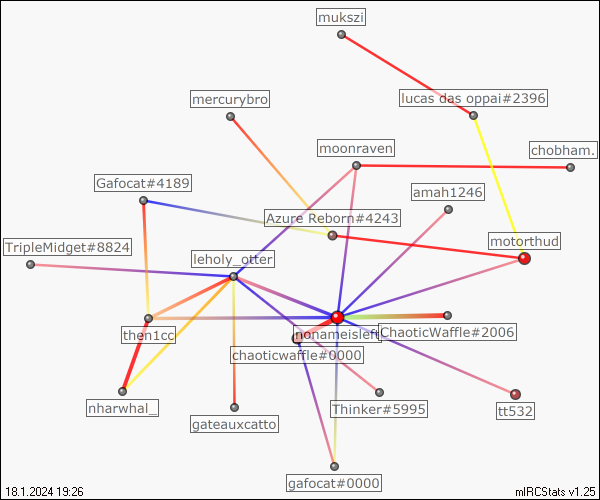 mukszi
mercurybro
lucas das oppai#2396
moonraven
chobham.
Gafocat#4189
amah1246
Azure Reborn#4243
TripleMidget#8824
motorthud
leholy_otter
then1cc
nonameisleft
ChaoticWaffle#2006
chaoticwaffle#0000
nharwhal_
Thinker#5995
tt532
gateauxcatto
gafocat#0000
18.1.2024 19:26
mIRCStats v1.25